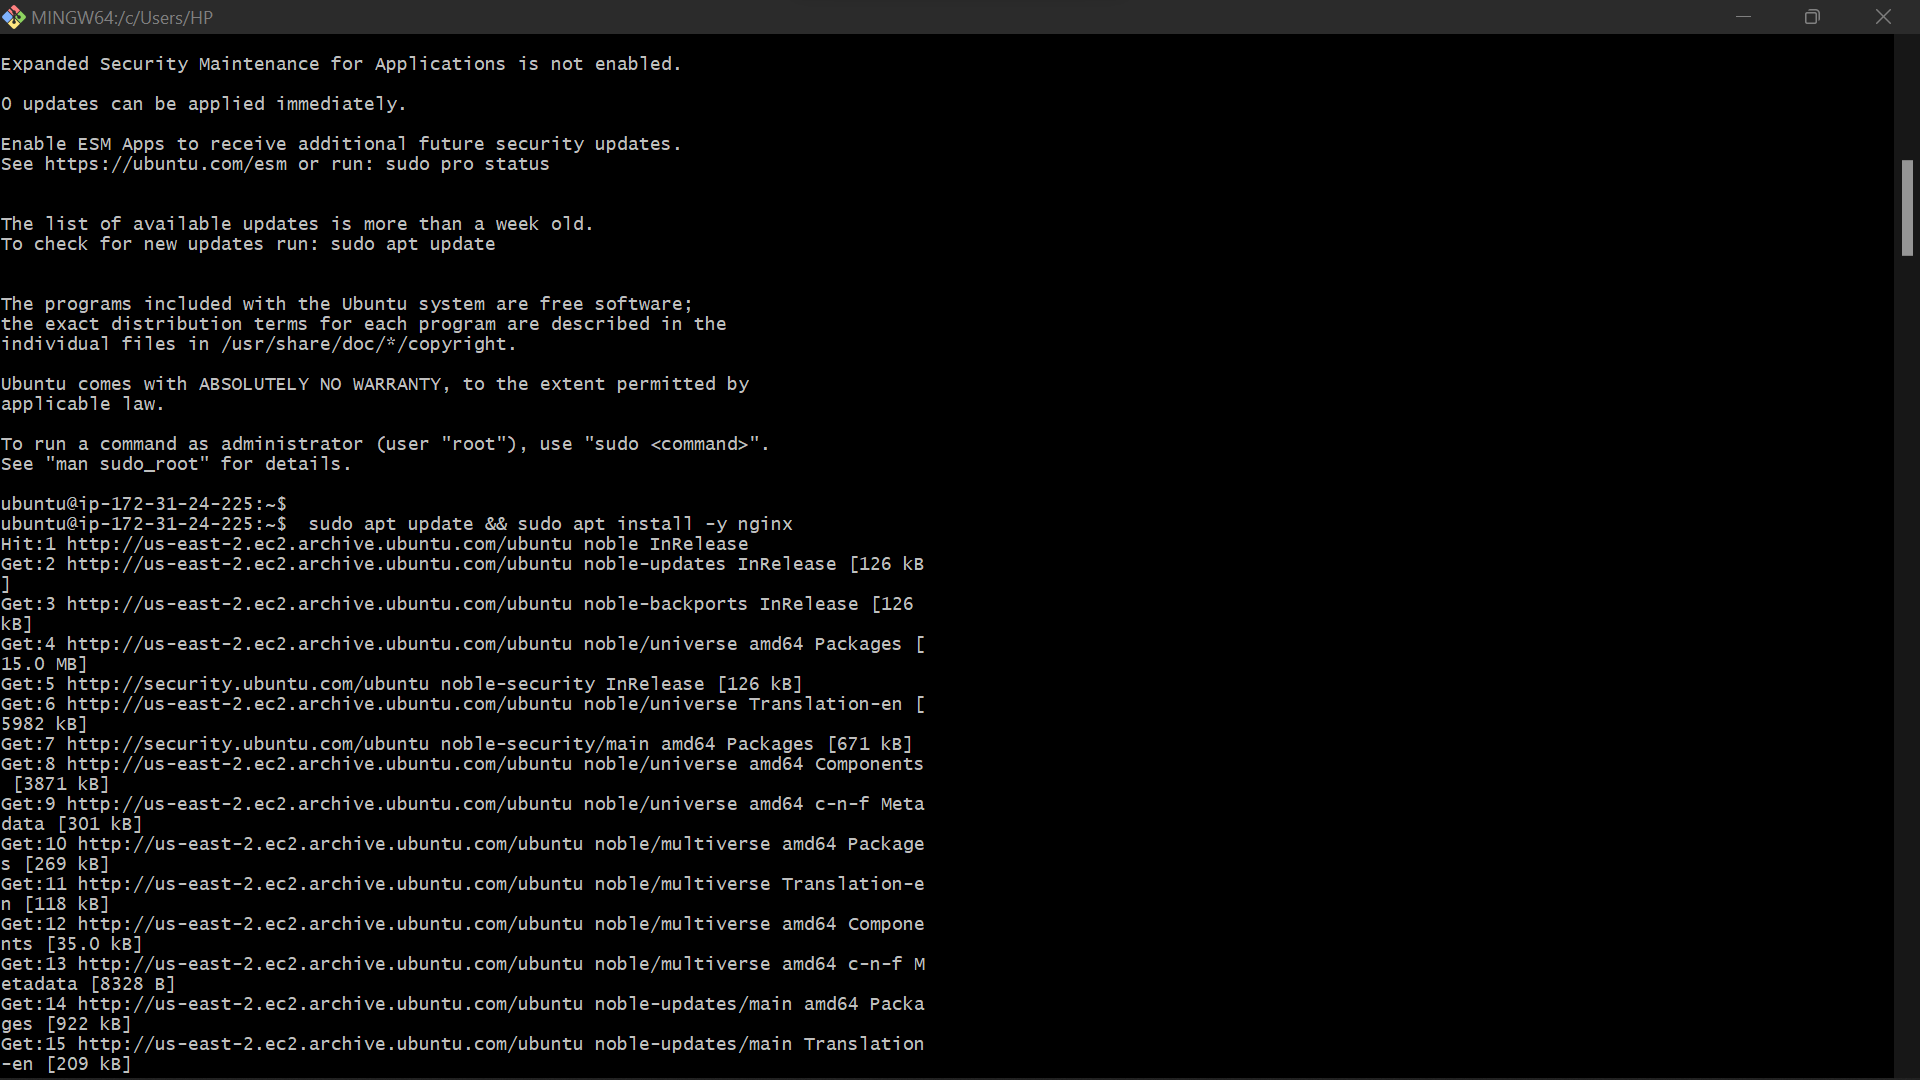 MINGW64:/c/Users/HP
Expanded Security Maintenance for Applications is not enabled.
0 updates can be applied immediately.
Enable ESM Apps to receive additional future security updates.
See https://ubuntu.com/esm or run: sudo pro status
The list of available updates is more than a week old.
To check for new updates run: sudo apt update
The programs included with the Ubuntu system are free software;
the exact distribution terms for each program are described in the
individual files in /usr/share/doc/*/copyright.
Ubuntu comes with ABSOLUTELY NO WARRANTY, to the extent permitted by
applicable law.
To run a command as administrator (user "root"), use "sudo <command>".
See "man sudo_root" for details.
ubuntu@ip-172-31-24-225:~$
ubuntu@ip-172-31-24-225:~$  sudo apt update && sudo apt install -y nginx
Hit:1 http://us-east-2.ec2.archive.ubuntu.com/ubuntu noble InRelease
Get:2 http://us-east-2.ec2.archive.ubuntu.com/ubuntu noble-updates InRelease [126 kB
]
Get:3 http://us-east-2.ec2.archive.ubuntu.com/ubuntu noble-backports InRelease [126
kB]
Get:4 http://us-east-2.ec2.archive.ubuntu.com/ubuntu noble/universe amd64 Packages [
15.0 MB]
Get:5 http://security.ubuntu.com/ubuntu noble-security InRelease [126 kB]
Get:6 http://us-east-2.ec2.archive.ubuntu.com/ubuntu noble/universe Translation-en [
5982 kB]
Get:7 http://security.ubuntu.com/ubuntu noble-security/main amd64 Packages [671 kB]
Get:8 http://us-east-2.ec2.archive.ubuntu.com/ubuntu noble/universe amd64 Components
 [3871 kB]
Get:9 http://us-east-2.ec2.archive.ubuntu.com/ubuntu noble/universe amd64 c-n-f Meta
data [301 kB]
Get:10 http://us-east-2.ec2.archive.ubuntu.com/ubuntu noble/multiverse amd64 Package
s [269 kB]
Get:11 http://us-east-2.ec2.archive.ubuntu.com/ubuntu noble/multiverse Translation-e
n [118 kB]
Get:12 http://us-east-2.ec2.archive.ubuntu.com/ubuntu noble/multiverse amd64 Compone
nts [35.0 kB]
Get:13 http://us-east-2.ec2.archive.ubuntu.com/ubuntu noble/multiverse amd64 c-n-f M
etadata [8328 B]
Get:14 http://us-east-2.ec2.archive.ubuntu.com/ubuntu noble-updates/main amd64 Packa
ges [922 kB]
Get:15 http://us-east-2.ec2.archive.ubuntu.com/ubuntu noble-updates/main Translation
-en [209 kB]